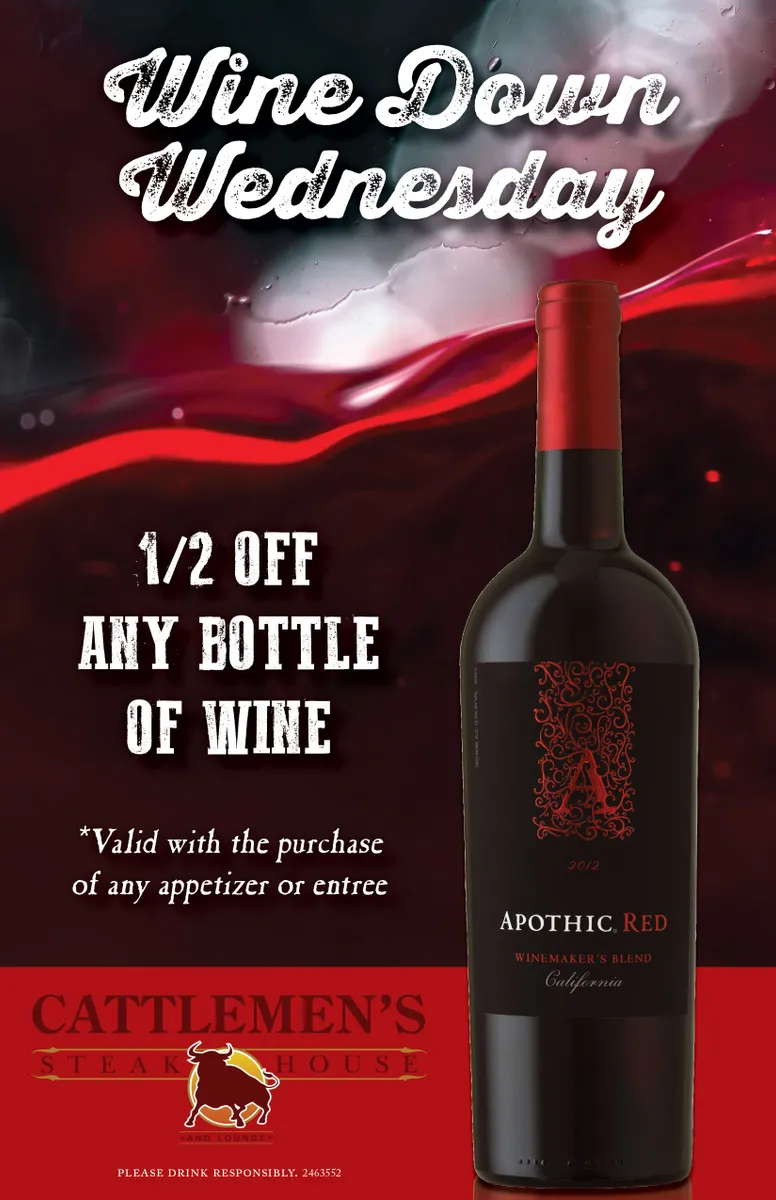 Wine Down
Wednesday
1/2 OFF
ANY BOTTLE
OF WINE
*Valid with the purchase
of any appetizer or entree
A
2012
APOTHIC RED
WINEMAKER'S BLEND
California
CATTLEMEN'S
STEAK HOUSE
AND LOUNGE
PLEASE DRINK RESPONSIBLY. 2463552